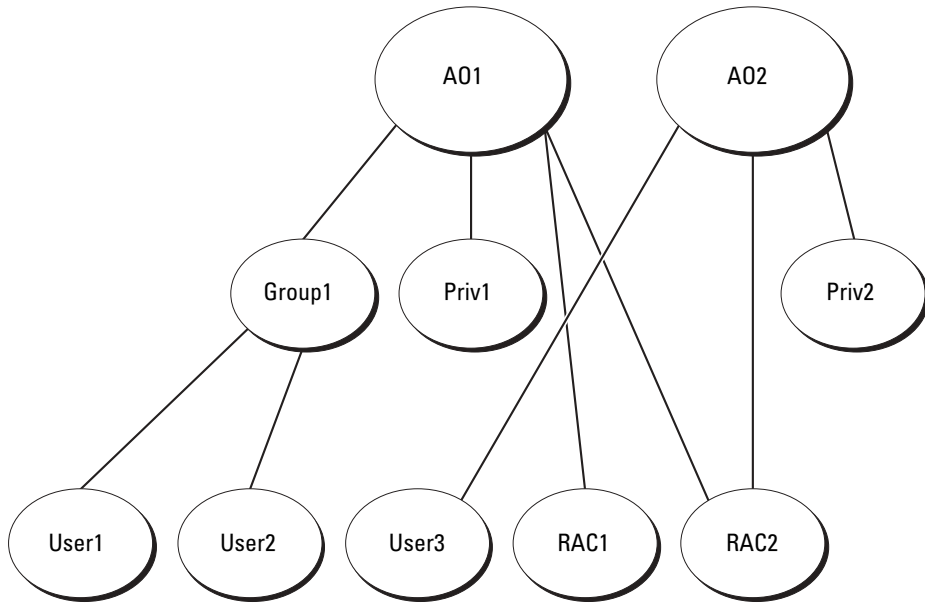 AO1
AO2
Group1
Priv1
Priv2
User1
User2
User3
RAC1
RAC2